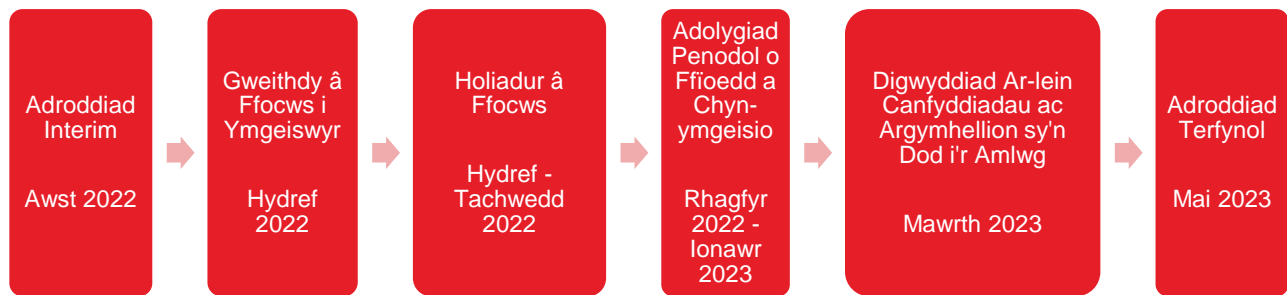 Adroddiad
Interim
Awst 2022
Gweithdy â
Ffocws i
Ymgeiswyr
Hydref
2022
Holiadur â
Ffocws
Hydref -
Tachwedd
2022
Adolygiad
Penodol o
Ffïoedd a
Chyn-
ymgeisio
Rhagfyr
2022 -
Ionawr
2023
Digwyddiad Ar-lein
Canfyddiadau ac
Argymhellion sy'n
Dod i'r Amlwg
Mawrth 2023
Adroddiad
Terfynol
Mai 2023